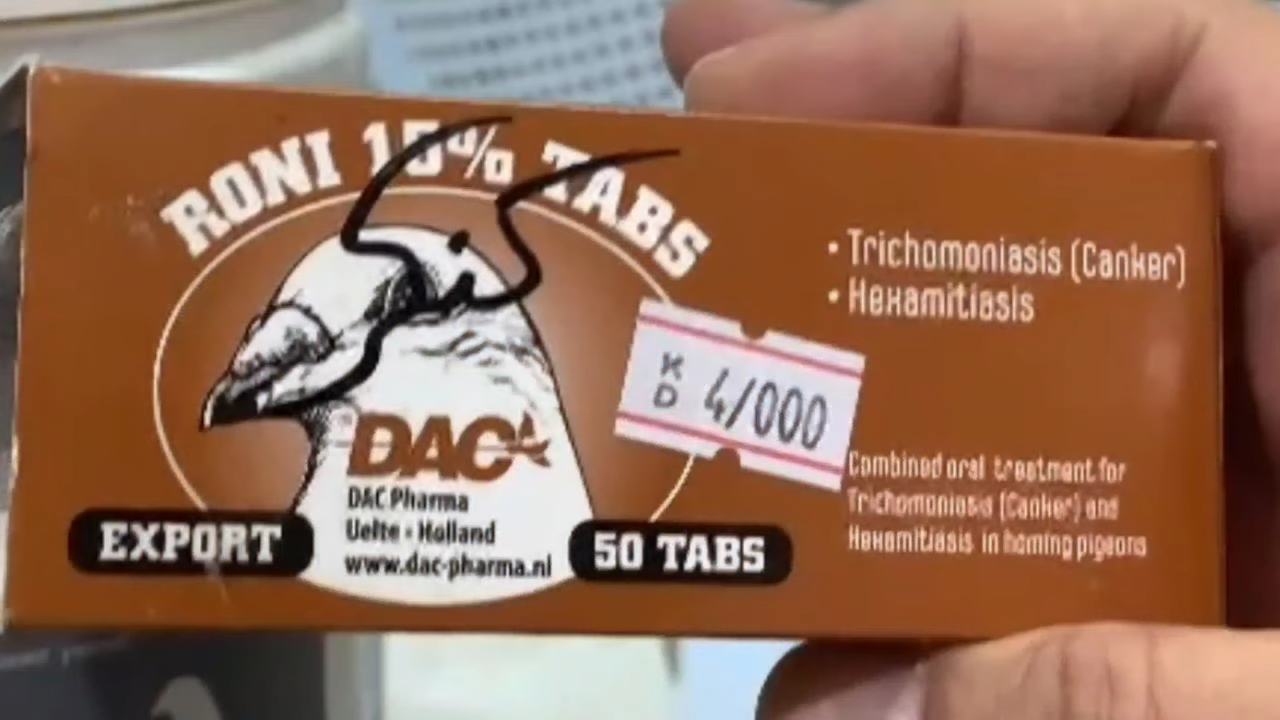 RONI 15% TABS
• Trichomoniasis (Canker)
• Hexamitiasis
KD 4/000
DAC
DAC Pharma
Uelte - Holland
www.dac-pharma.nl
EXPORT
50 TABS
Combined oral treatment for
Trichomoniasis (Canker) and
Hexamitiasis in homing pigeons